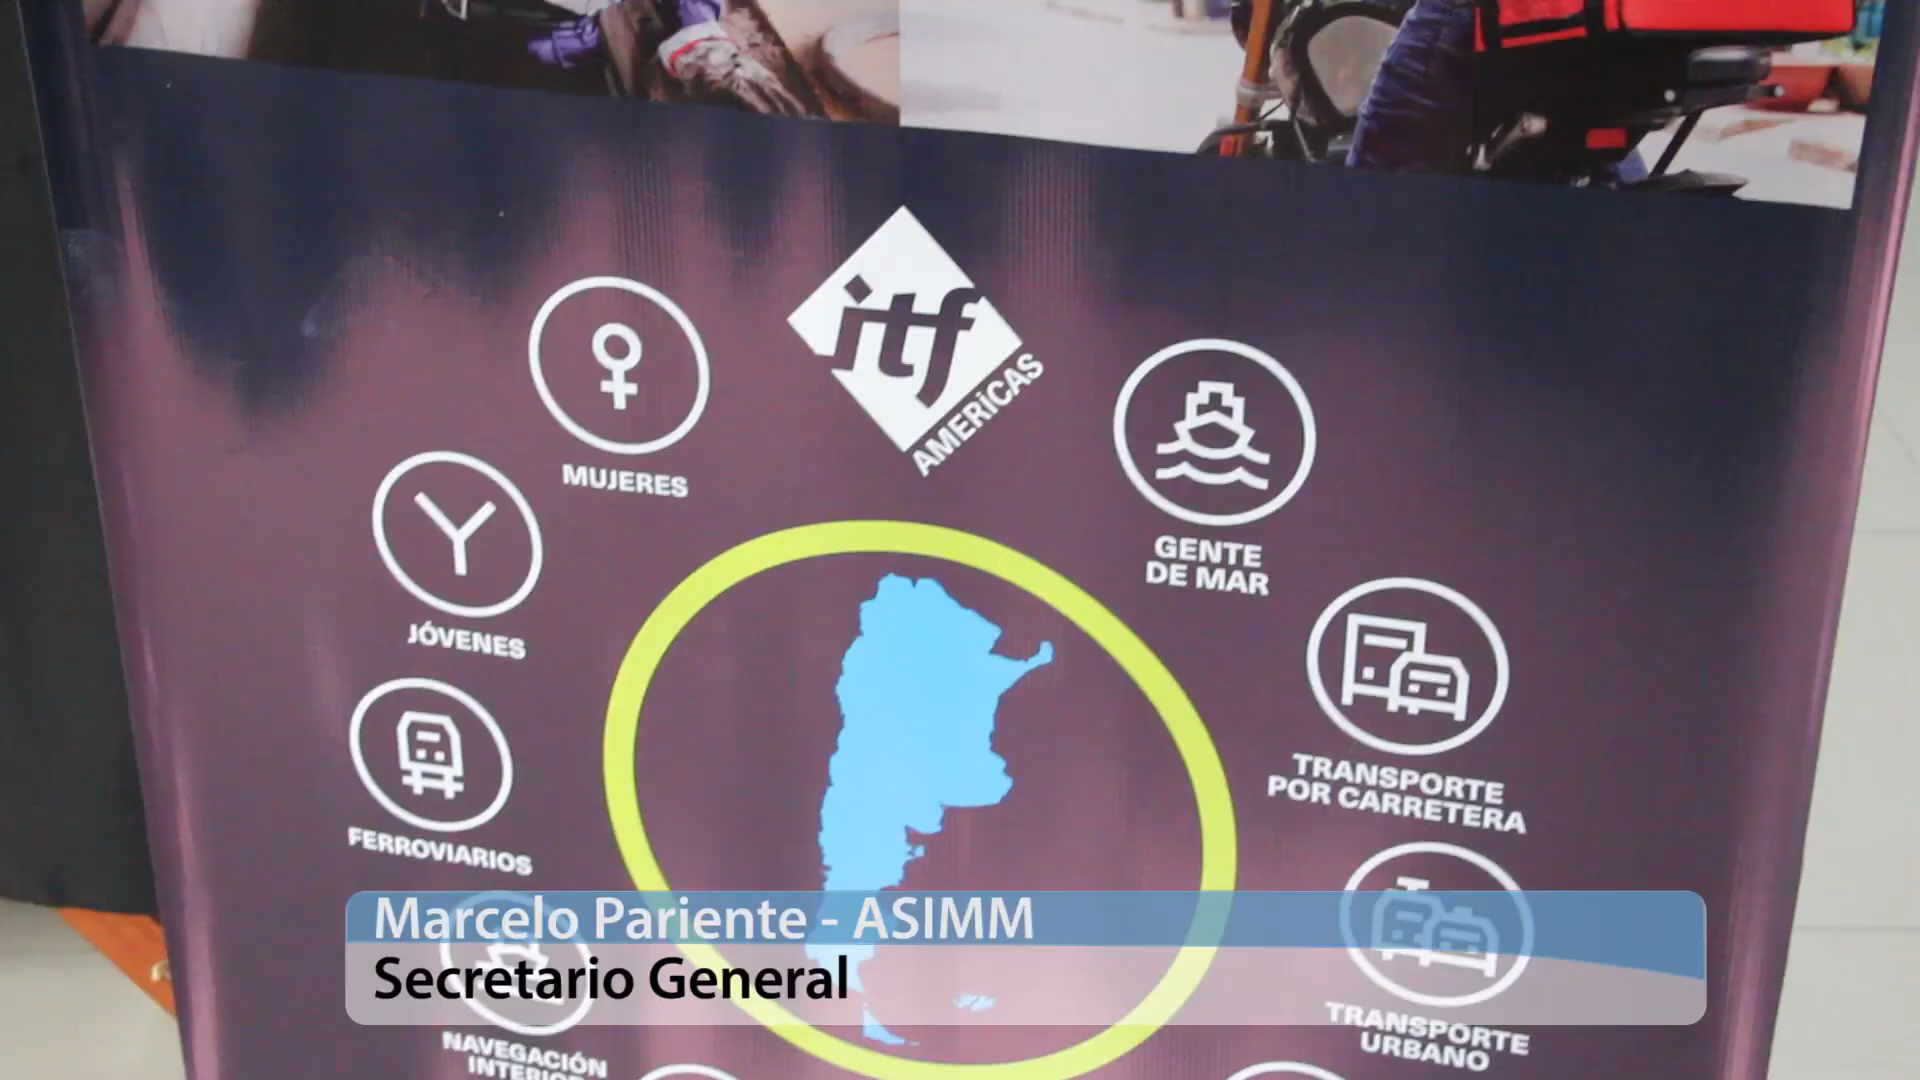 itf
AMERICAS
MUJERES
GENTE
DE MAR
JÓVENES
TRANSPORTE
POR CARRETERA
FERROVIARIOS
Marcelo Pariente - ASIMM
Secretario General
TRANSPORTE
URBANO
NAVEGACIÓN